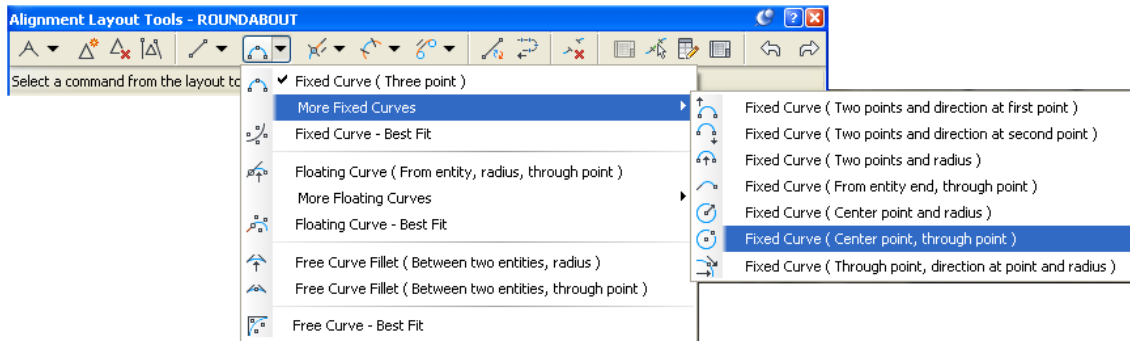 Alignment Layout Tools - ROUNDABOUT
Select a command from the layout to
Fixed Curve ( Three point )
More Fixed Curves
Fixed Curve - Best Fit
Floating Curve ( From entity, radius, through point )
More Floating Curves
Floating Curve - Best Fit
Free Curve Fillet ( Between two entities, radius )
Free Curve Fillet ( Between two entities, through point )
Free Curve - Best Fit
Fixed Curve ( Two points and direction at first point )
Fixed Curve ( Two points and direction at second point )
Fixed Curve ( Two points and radius )
Fixed Curve ( From entity end, through point )
Fixed Curve ( Center point and radius )
Fixed Curve ( Center point, through point )
Fixed Curve ( Through point, direction at point and radius )